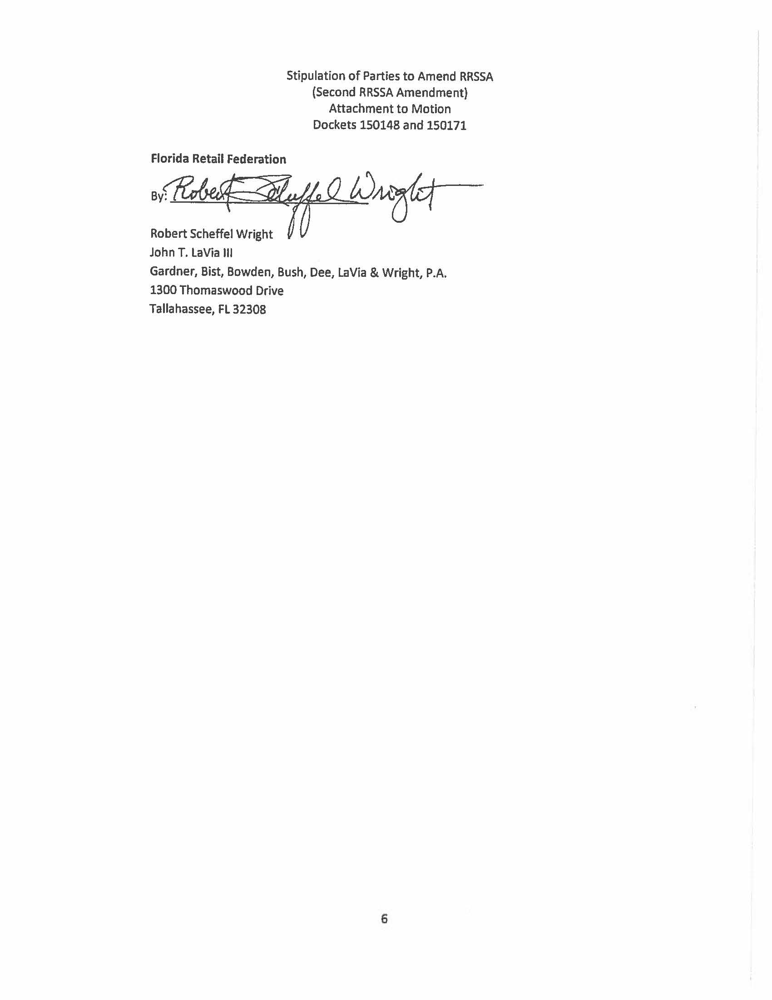 Stipulation of Parties to Amend RRSSA
(Second RRSSA Amendment)
Attachment to Motion
Dockets 150148 and 150171
Florida Retail Federation
By: Robert Scheffel Wright
Robert Scheffel Wright
John T. LaVia III
Gardner, Bist, Bowden, Bush, Dee, LaVia & Wright, P.A.
1300 Thomaswood Drive
Tallahassee, FL 32308
6